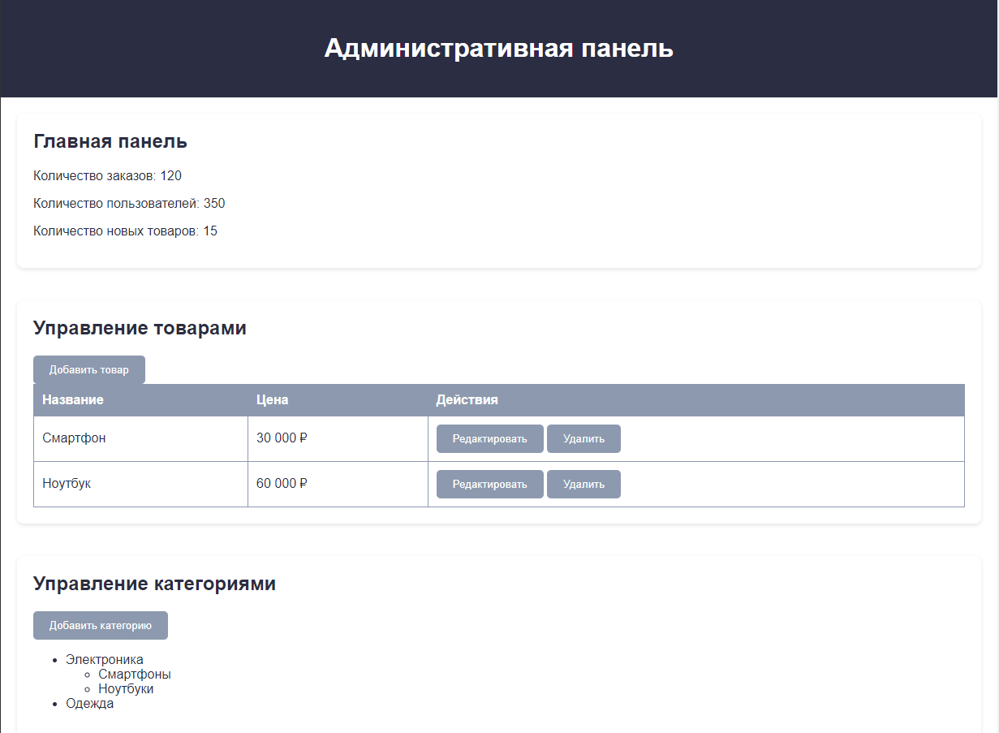 Административная панель
Главная панель
Количество заказов: 120
Количество пользователей: 350
Количество новых товаров: 15
Управление товарами
Добавить товар
Название Цена Действия
Смартфон 30 000 ₽ Редактировать Удалить
Ноутбук 60 000 ₽ Редактировать Удалить
Управление категориями
Добавить категорию
Электроника
Смартфоны
Ноутбуки
Одежда